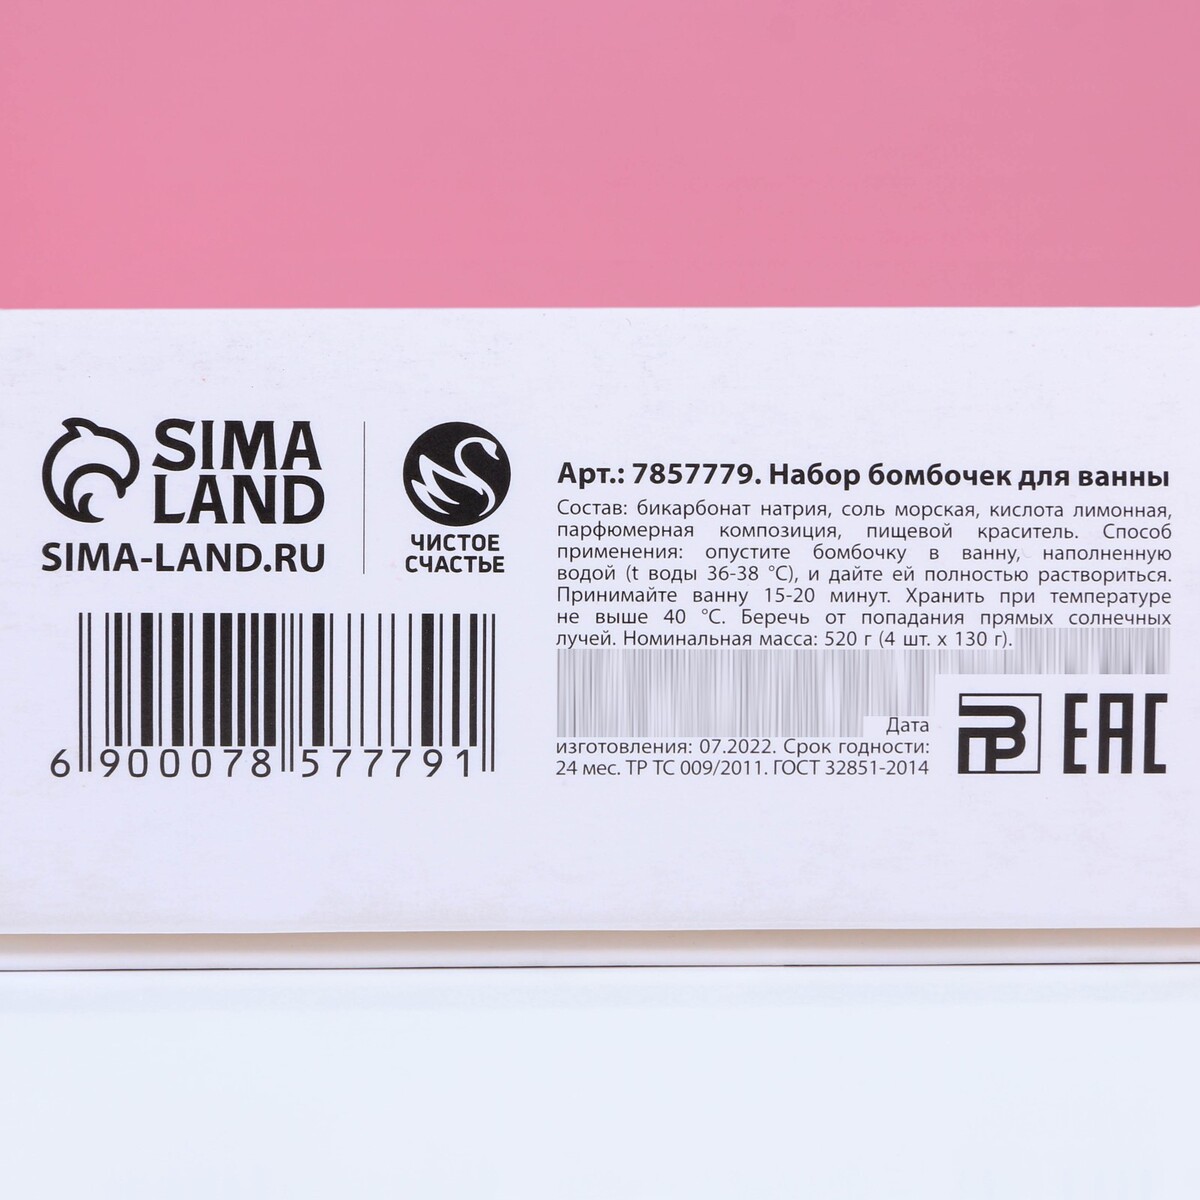 SIMA
LAND
SIMA-LAND.RU
ЧИСТОЕ
СЧАСТЬЕ
6 900078 577791
Арт.: 7857779. Набор бомбочек для ванны
Состав: бикарбонат натрия, соль морская, кислота лимонная,
парфюмерная композиция, пищевой краситель. Способ
применения: опустите бомбочку в ванну, наполненную
водой (t воды 36-38 °C), и дайте ей полностью раствориться.
Принимайте ванну 15-20 минут. Хранить при температуре
не выше 40 °C. Беречь от попадания прямых солнечных
лучей. Номинальная масса: 520 г (4 шт. x 130 г).
Дата
изготовления: 07.2022. Срок годности:
24 мес. ТР ТС 009/2011. ГОСТ 32851-2014
EAC